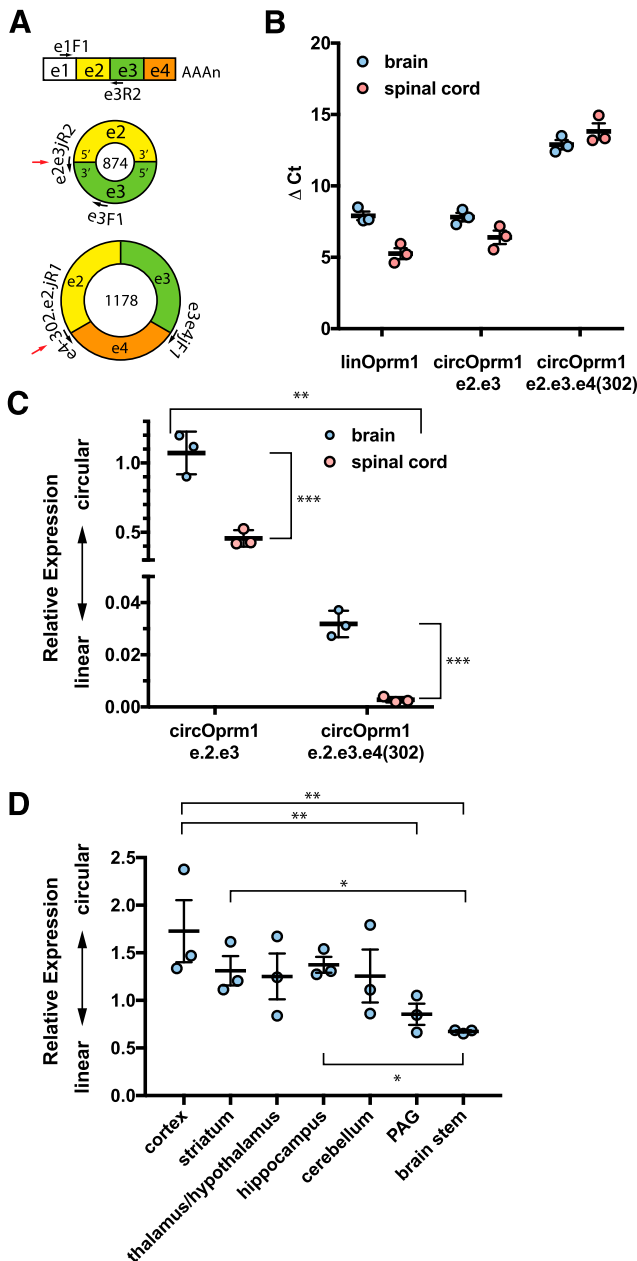 A
e1F1
e1 e2 e3 e4 AAAn
e3R2
e2
5’ 3’
874
3’ 5’
e3
e2e3jR2
e3F1
e2 e3
1178
e4
e4-302.e2.jR1
e3e4jF1
B
20
15
10
5
0
Δ Ct
brain
spinal cord
linOprm1
circOprm1
e2.e3
circOprm1
e2.e3.e4(302)
C
**
brain
spinal cord
***
***
1.0
0.5
0.04
0.02
0.00
Relative Expression
linear circular
circOprm1
e.2.e3
circOprm1
e.2.e3.e4(302)
D
**
**
*
*
2.5
2.0
1.5
1.0
0.5
0.0
Relative Expression
linear circular
cortex
striatum
thalamus/hypothalamus
hippocampus
cerebellum
PAG
brain stem